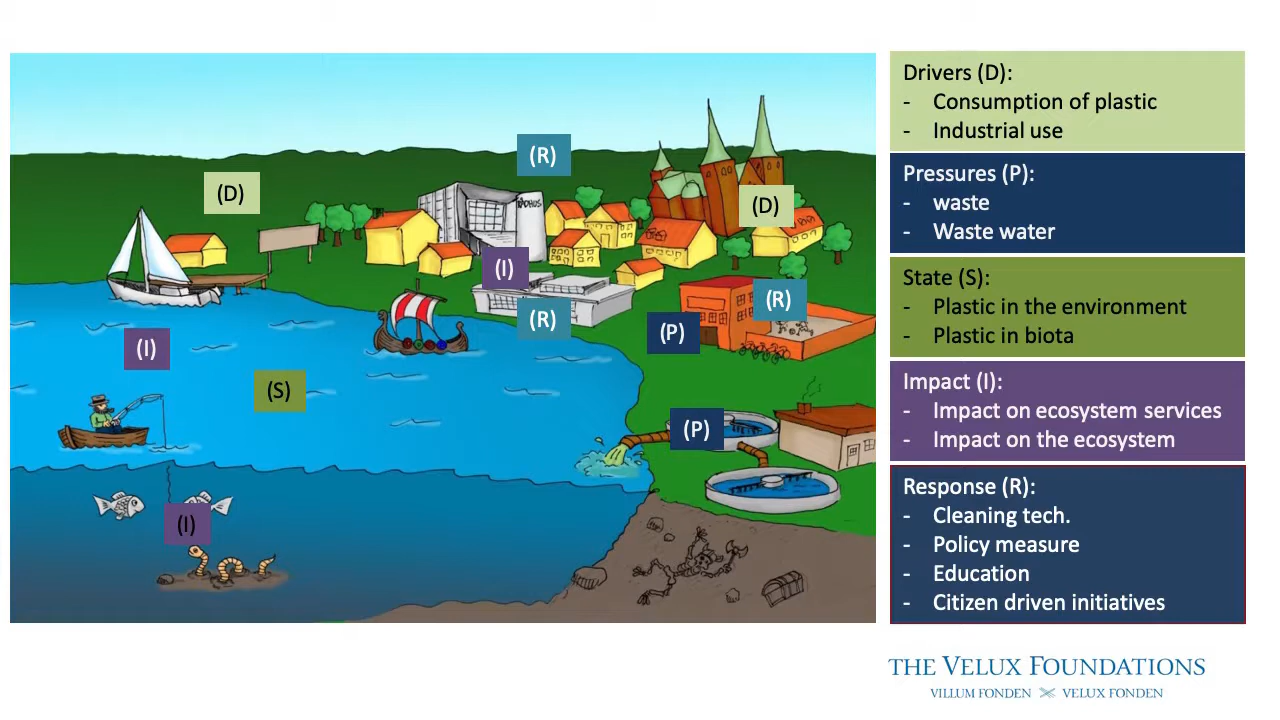 (R)
(D)
(D)
RÅDHUS
(I)
(R)
(R)
(P)
(I)
(S)
(P)
(I)
Drivers (D):
- Consumption of plastic
- Industrial use
Pressures (P):
- waste
- Waste water
State (S):
- Plastic in the environment
- Plastic in biota
Impact (I):
- Impact on ecosystem services
- Impact on the ecosystem
Response (R):
- Cleaning tech.
- Policy measure
- Education
- Citizen driven initiatives
THE VELUX FOUNDATIONS
VILLUM FONDEN VELUX FONDEN